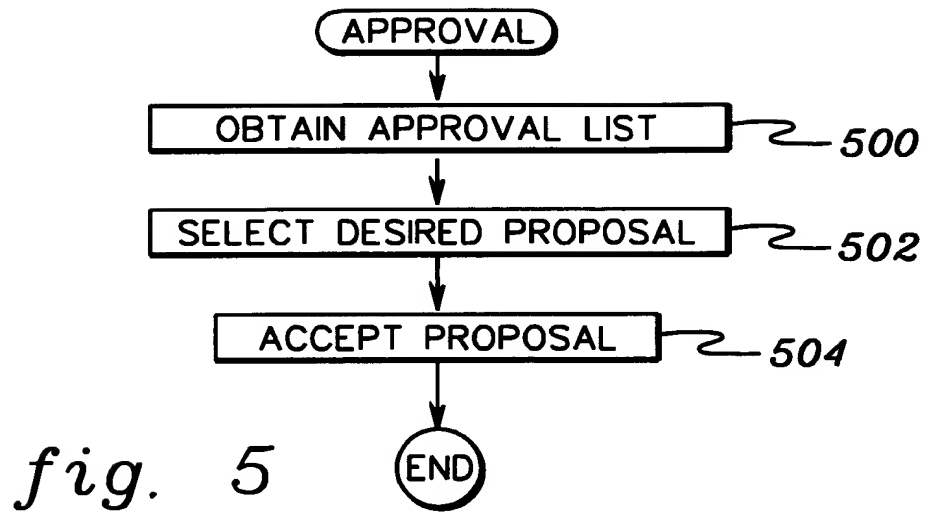 APPROVAL
OBTAIN APPROVAL LIST
500
SELECT DESIRED PROPOSAL
502
ACCEPT PROPOSAL
504
END
fig. 5